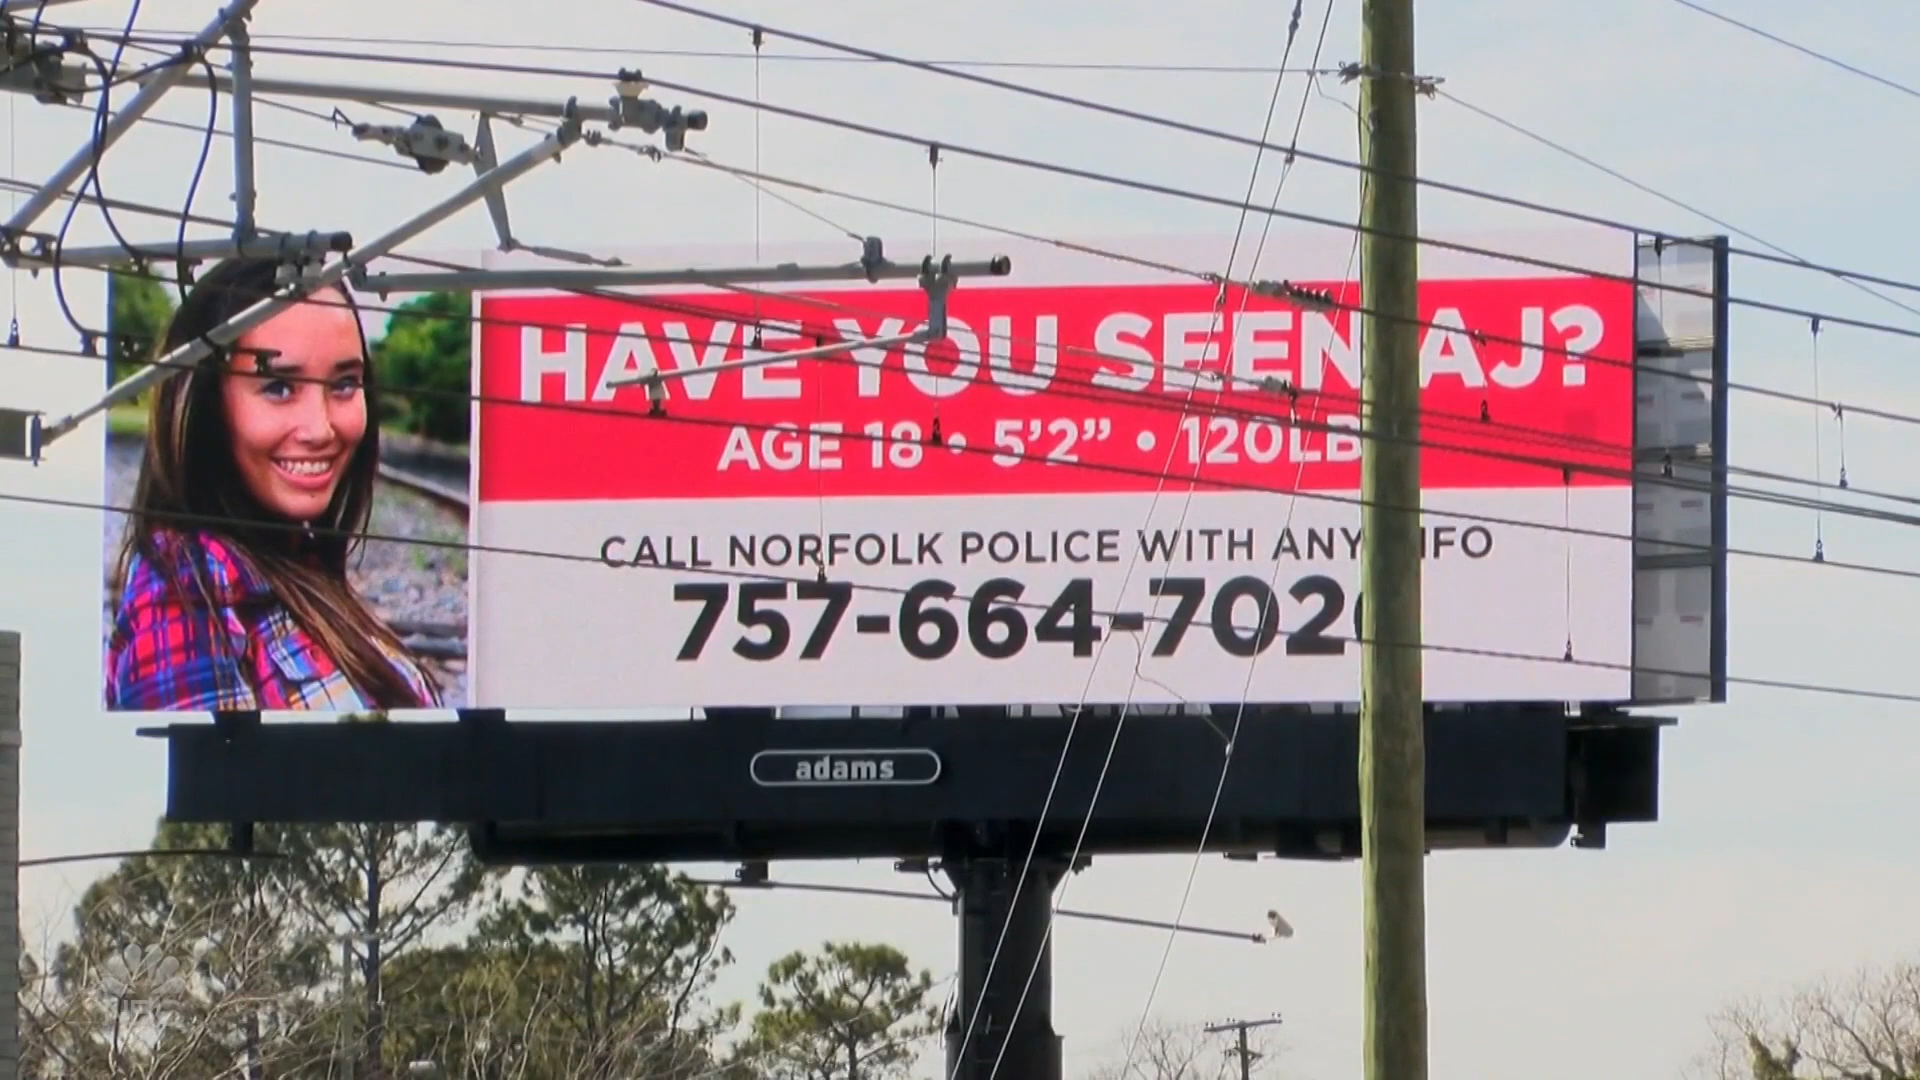 HAVE YOU SEEN AJ?
AGE 18 • 5'2" • 120LB
CALL NORFOLK POLICE WITH ANY INFO
757-664-702
adams